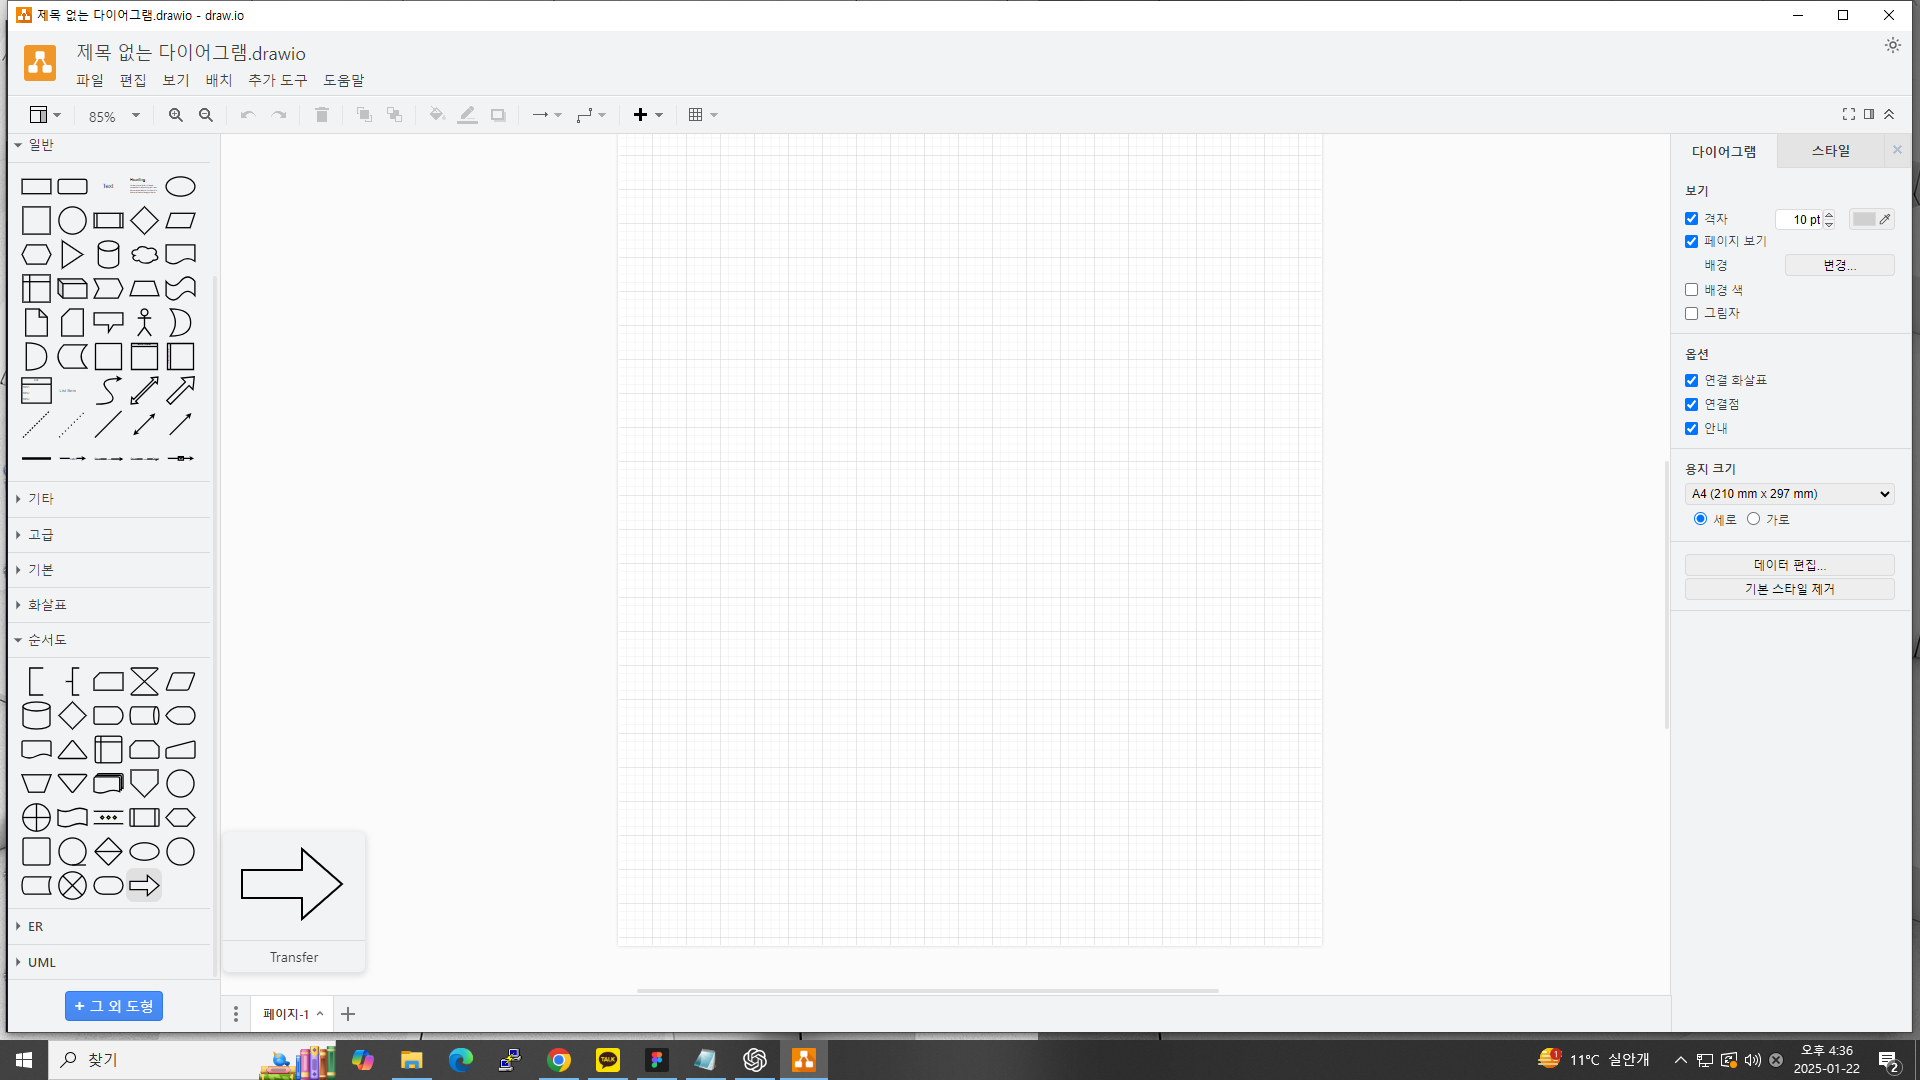 제목 없는 다이어그램.drawio - draw.io
제목 없는 다이어그램.drawio
파일 편집 보기 배치 추가 도구 도움말
85%
일반
Text
Heading
List Item
기타
고급
기본
화살표
순서도
ER
UML
+ 그 외 도형
Transfer
페이지-1
다이어그램 스타일
보기
격자 10 pt
페이지 보기
배경 변경...
배경 색
그림자
옵션
연결 화살표
연결점
안내
용지 크기
A4 (210 mm x 297 mm)
세로 가로
데이터 편집...
기본 스타일 제거
찾기
TALK
1
11°C 실안개
오후 4:36
2025-01-22
2